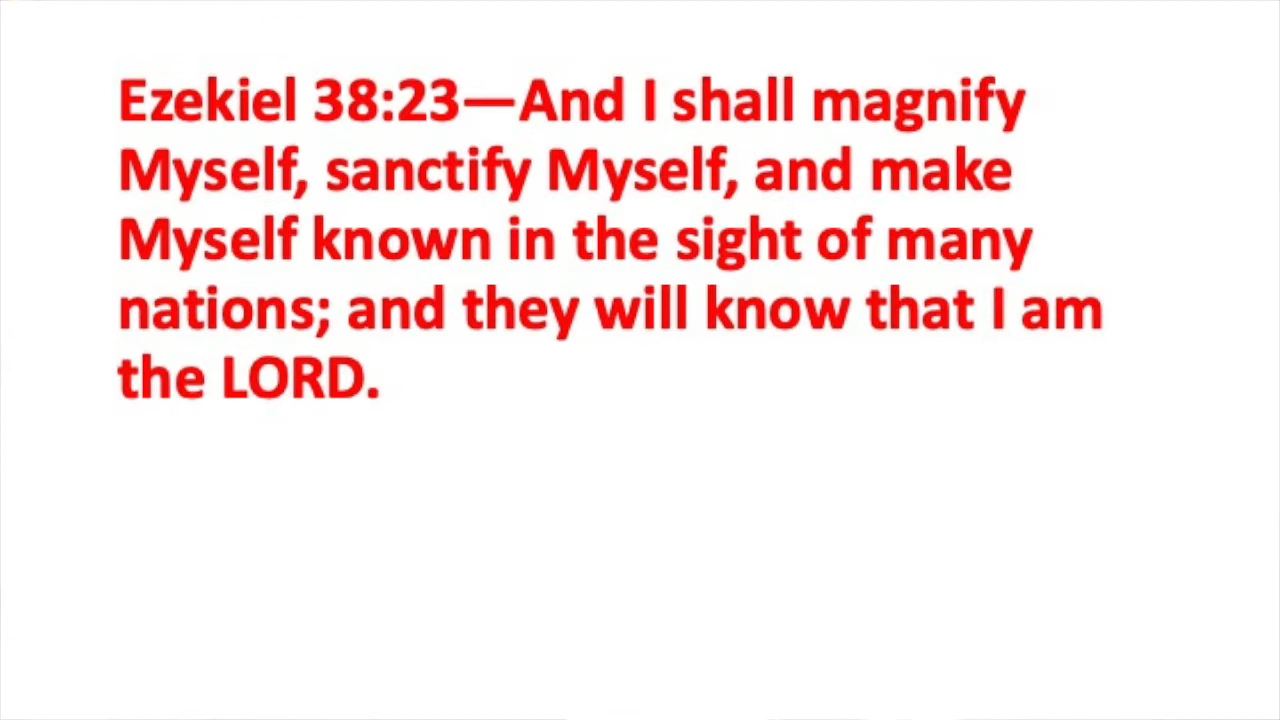 Ezekiel 38:23—And I shall magnify
Myself, sanctify Myself, and make
Myself known in the sight of many
nations; and they will know that I am
the LORD.